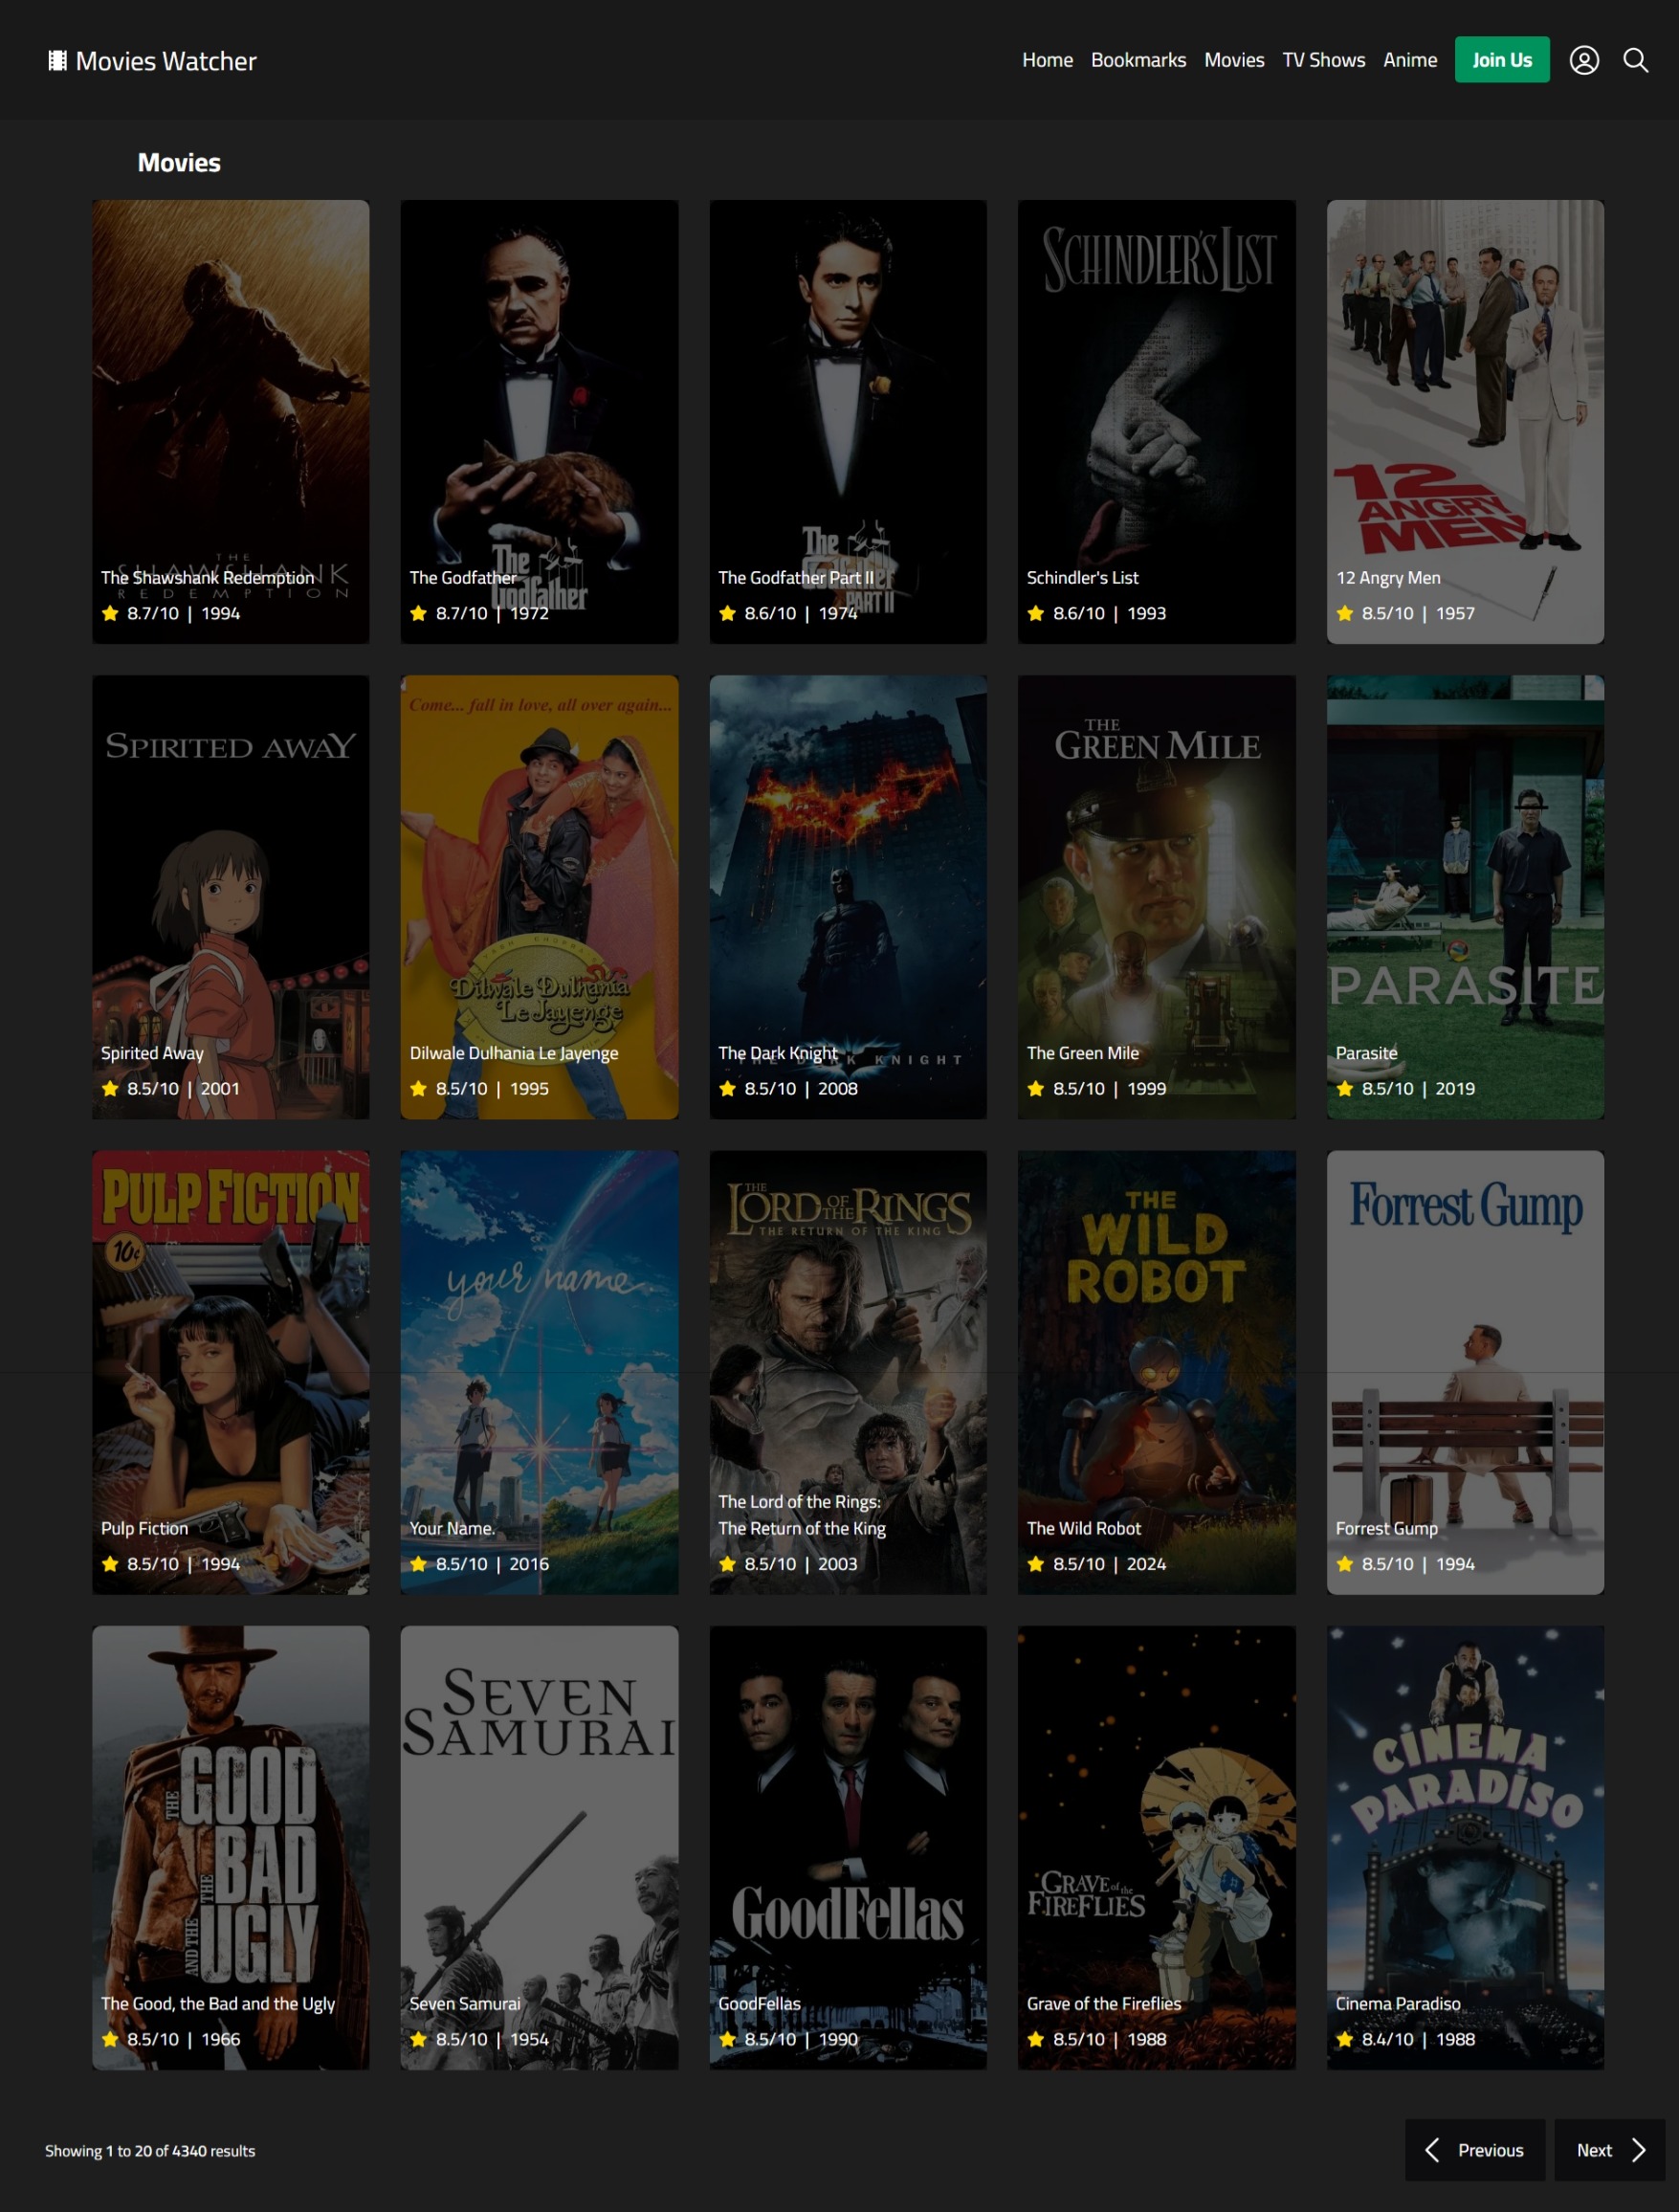 Movies Watcher
Home Bookmarks Movies TV Shows Anime Join Us
Movies
THE
SHAWSHANK
REDEMPTION
The Shawshank Redemption
8.7/10 | 1994
The
Godfather
The Godfather
8.7/10 | 1972
The
Godfather
PART II
The Godfather Part II
8.6/10 | 1974
SCHINDLER'S LIST
Schindler's List
8.6/10 | 1993
12
ANGRY
MEN
12 Angry Men
8.5/10 | 1957
SPIRITED AWAY
Spirited Away
8.5/10 | 2001
Come... fall in love, all over again...
YASH CHOPRA
Dilwale Dulhania
Le Jayenge
Dilwale Dulhania Le Jayenge
8.5/10 | 1995
THE DARK KNIGHT
The Dark Knight
8.5/10 | 2008
THE
GREEN MILE
The Green Mile
8.5/10 | 1999
PARASITE
Parasite
8.5/10 | 2019
PULP FICTION
10¢
Pulp Fiction
8.5/10 | 1994
your name.
Your Name.
8.5/10 | 2016
THE
LORD OF THE RINGS
THE RETURN OF THE KING
The Lord of the Rings:
The Return of the King
8.5/10 | 2003
THE
WILD
ROBOT
The Wild Robot
8.5/10 | 2024
Forrest Gump
Forrest Gump
8.5/10 | 1994
THE GOOD
THE BAD
AND THE UGLY
The Good, the Bad and the Ugly
8.5/10 | 1966
SEVEN
SAMURAI
Seven Samurai
8.5/10 | 1954
GoodFellas
GoodFellas
8.5/10 | 1990
GRAVE of the
FIREFLIES
Grave of the Fireflies
8.5/10 | 1988
CINEMA
PARADISO
Cinema Paradiso
8.4/10 | 1988
Showing 1 to 20 of 4340 results
Previous Next